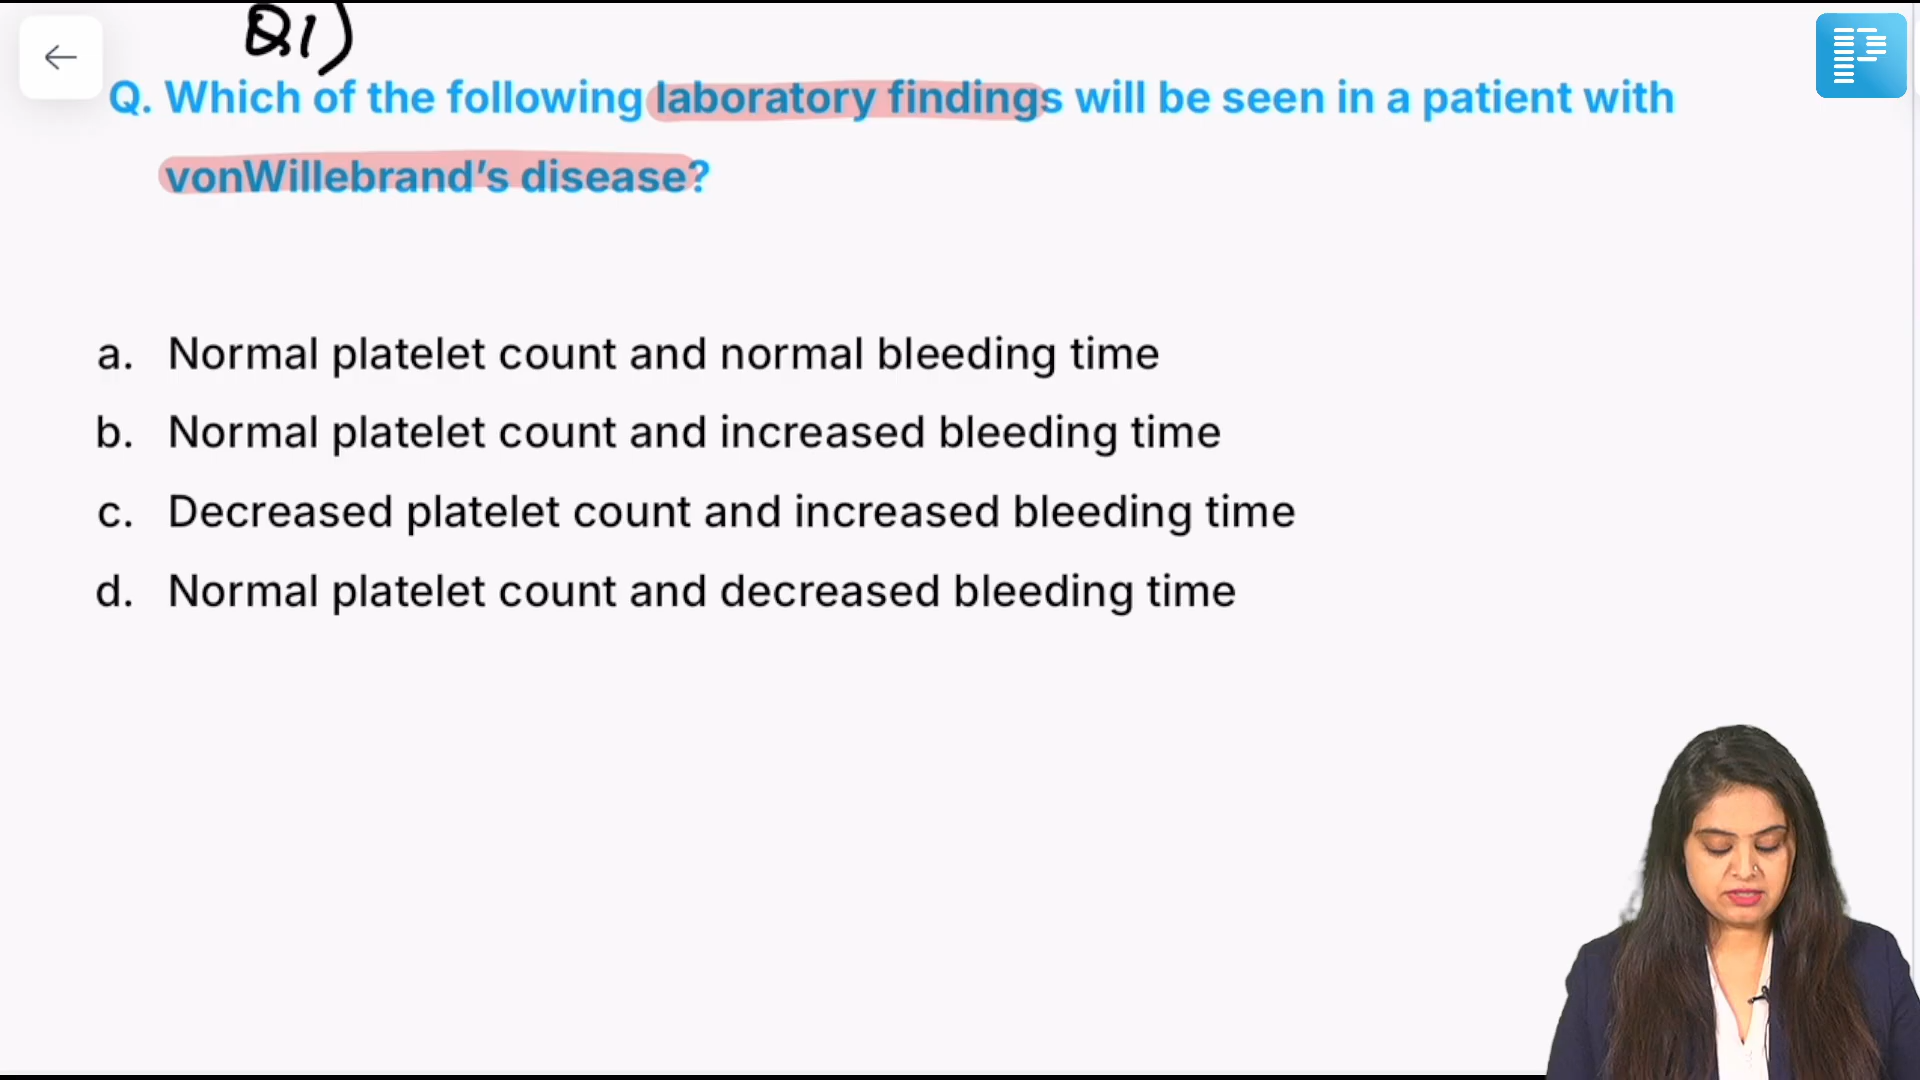 Q1)
Q. Which of the following laboratory findings will be seen in a patient with
vonWillebrand's disease?
a. Normal platelet count and normal bleeding time
b. Normal platelet count and increased bleeding time
c. Decreased platelet count and increased bleeding time
d. Normal platelet count and decreased bleeding time